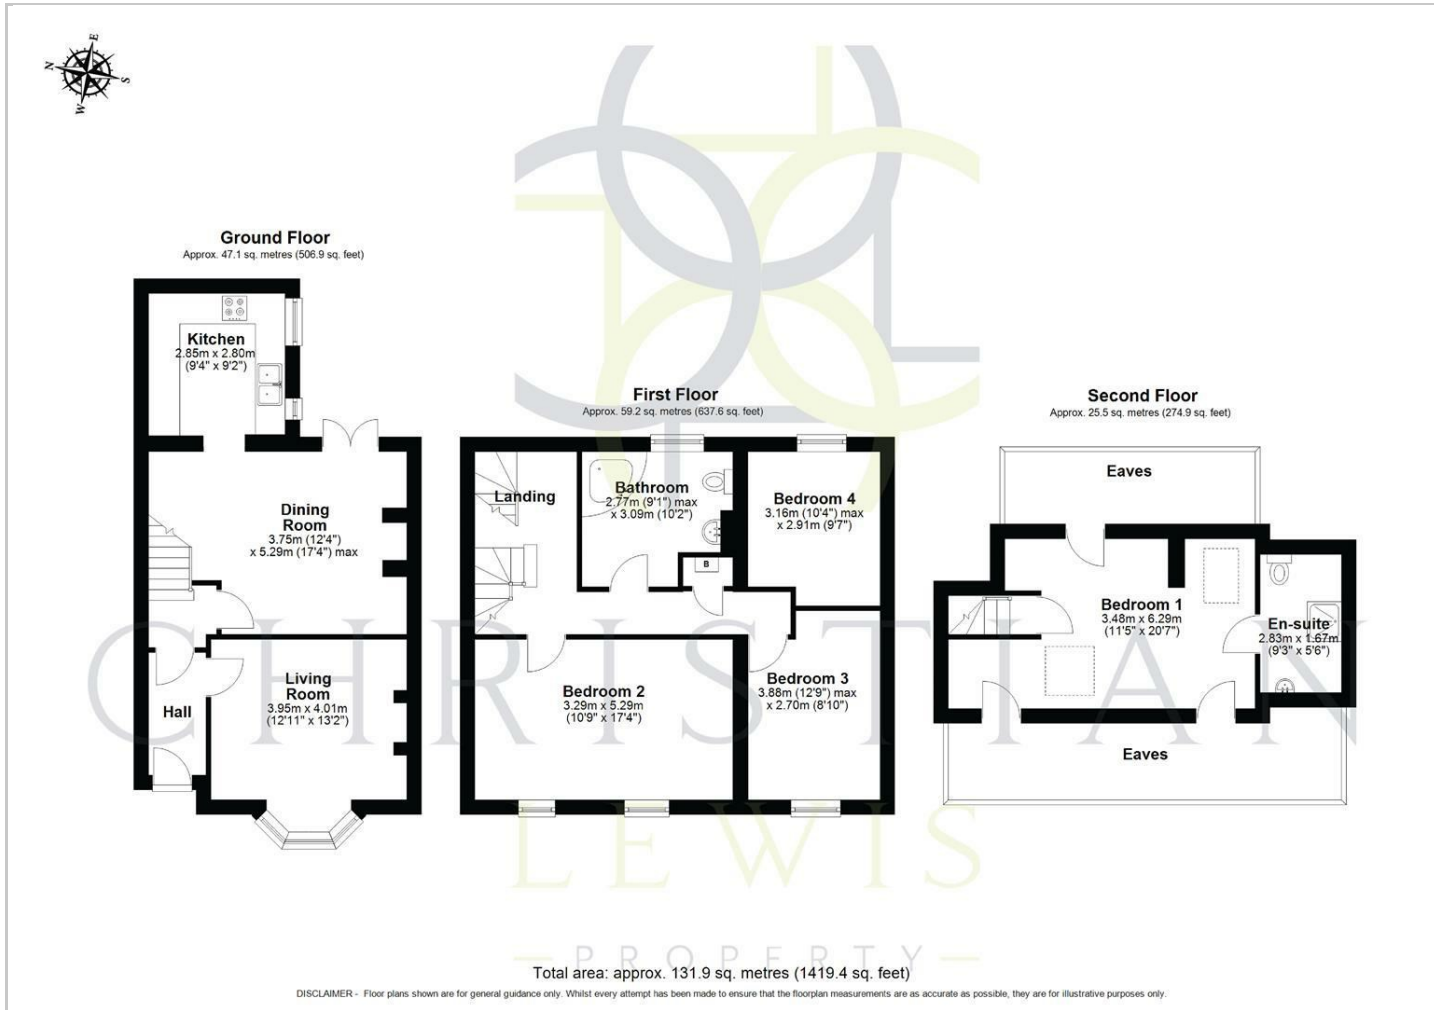 E
N
S
W
Ground Floor
Approx. 47.1 sq. metres (506.9 sq. feet)
Kitchen
2.85m x 2.80m
(9'4" x 9'2")
Dining
Room
3.75m (12'4")
x 5.29m (17'4") max
Living
Room
3.95m x 4.01m
(12'11" x 13'2")
Hall
First Floor
Approx. 59.2 sq. metres (637.6 sq. feet)
Landing
Bathroom
2.77m (9'1") max
x 3.09m (10'2")
B
Bedroom 4
3.16m (10'4") max
x 2.91m (9'7")
Bedroom 2
3.29m x 5.29m
(10'9" x 17'4")
Bedroom 3
3.88m (12'9") max
x 2.70m (8'10")
Second Floor
Approx. 25.5 sq. metres (274.9 sq. feet)
Eaves
Bedroom 1
3.48m x 6.29m
(11'5" x 20'7")
En-suite
2.83m x 1.67m
(9'3" x 5'6")
Eaves
CHRISTIAN
LEWIS
PROPERTY
Total area: approx. 131.9 sq. metres (1419.4 sq. feet)
DISCLAIMER - Floor plans shown are for general guidance only. Whilst every attempt has been made to ensure that the floorplan measurements are as accurate as possible, they are for illustrative purposes only.